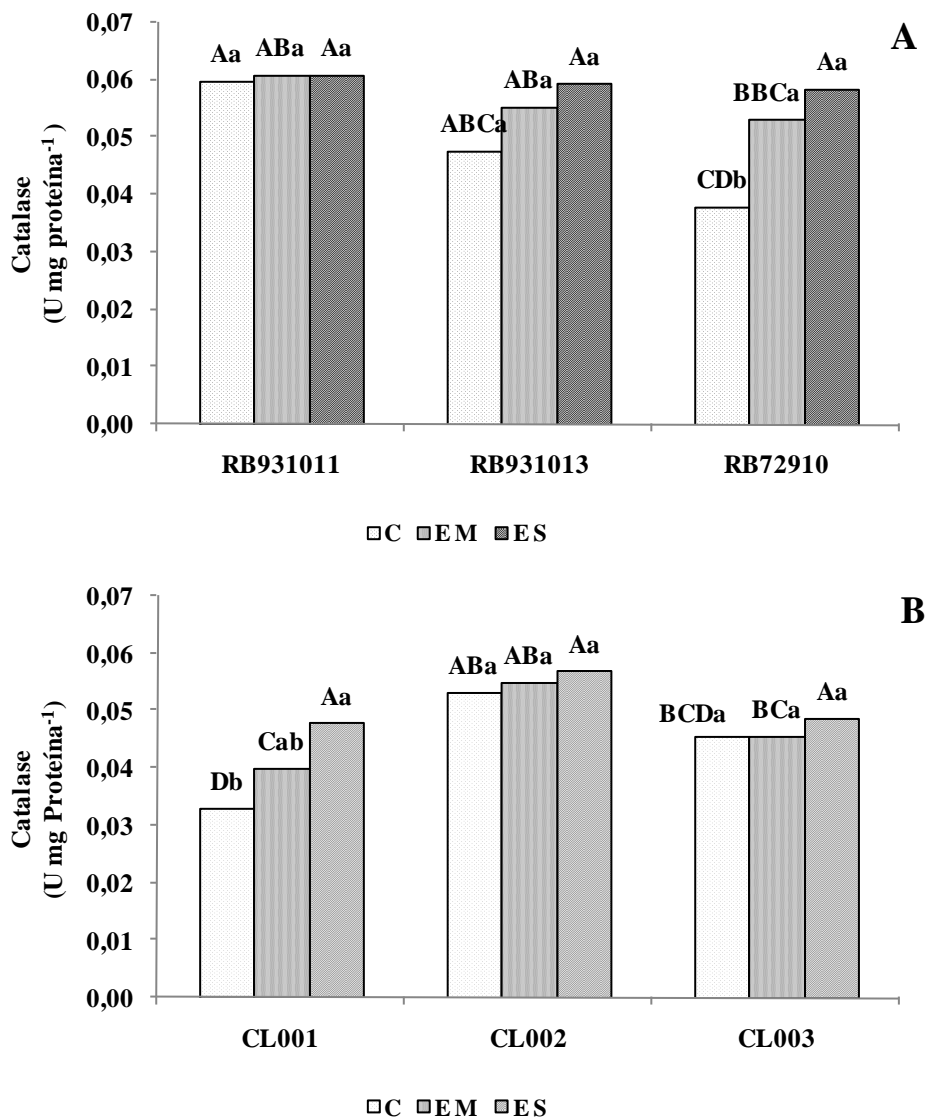 A
0,07
0,06
0,05
0,04
0,03
0,02
0,01
0,00
Catalase
(U mg proteína-1 )
Aa ABa Aa
ABCa ABa Aa
CDb BBCa Aa
RB931011 RB931013 RB72910
C EM ES
B
0,07
0,06
0,05
0,04
0,03
0,02
0,01
0,00
Catalase
(U mg Proteína-1)
Db Cab Aa
ABa ABa Aa
BCDa BCa Aa
CL001 CL002 CL003
C EM ES